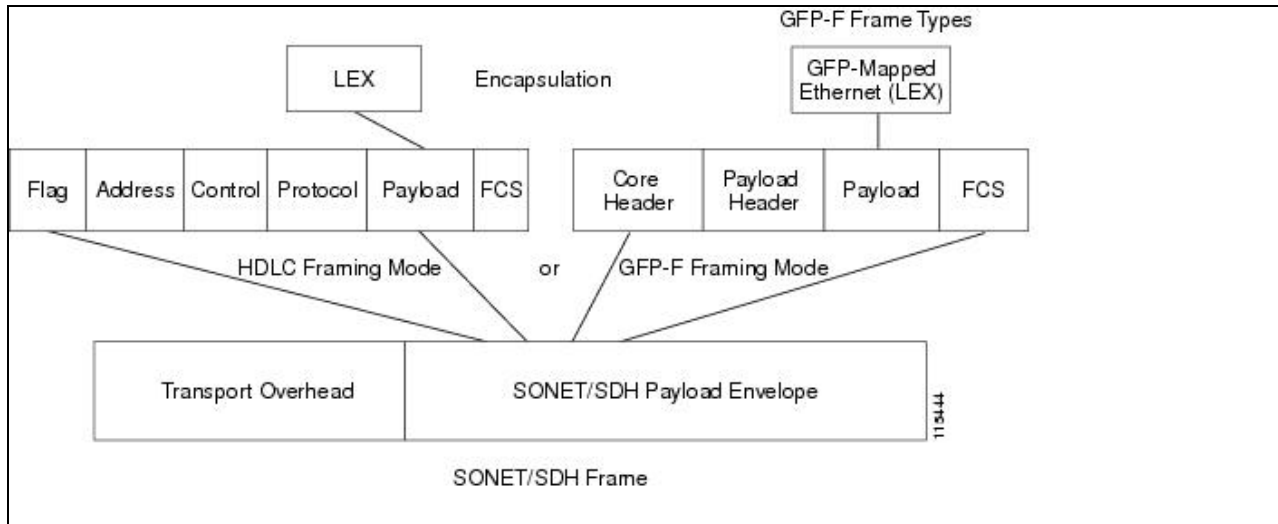 GFP-F Frame Types
LEX
Encapsulation
GFP-Mapped
Ethernet (LEX)
Flag Address Control Protocol Payload FCS
Core
Header
Payload
Header
Payload
FCS
HDLC Framing Mode
or
GFP-F Framing Mode
Transport Overhead
SONET/SDH Payload Envelope
115444
SONET/SDH Frame